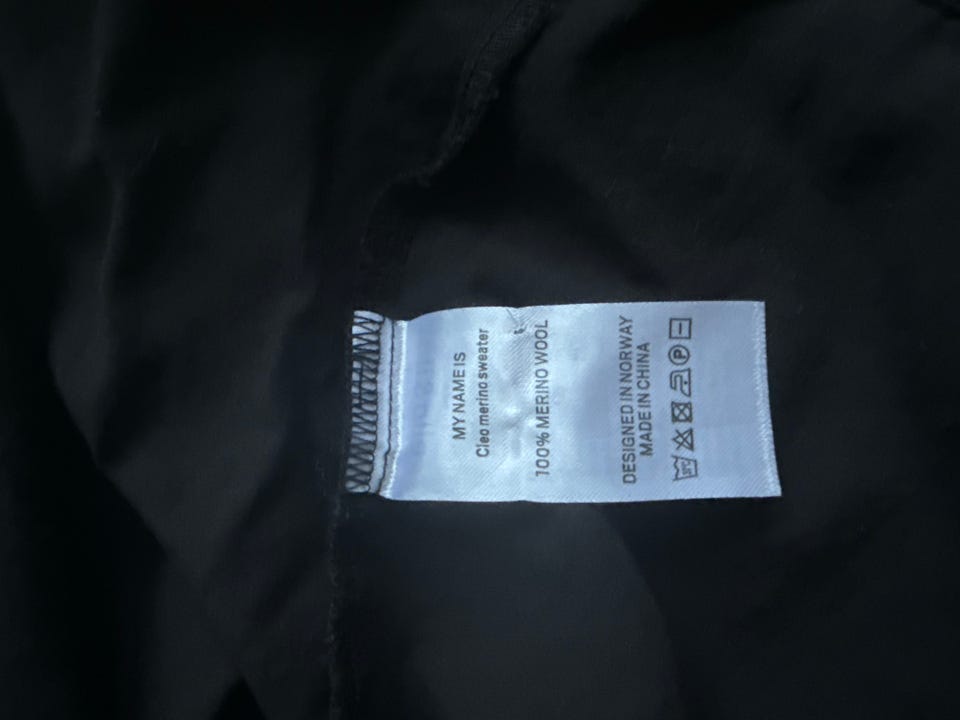 MY NAME IS
Cleo merino sweater
100% MERINO WOOL
DESIGNED IN NORWAY
MADE IN CHINA
P